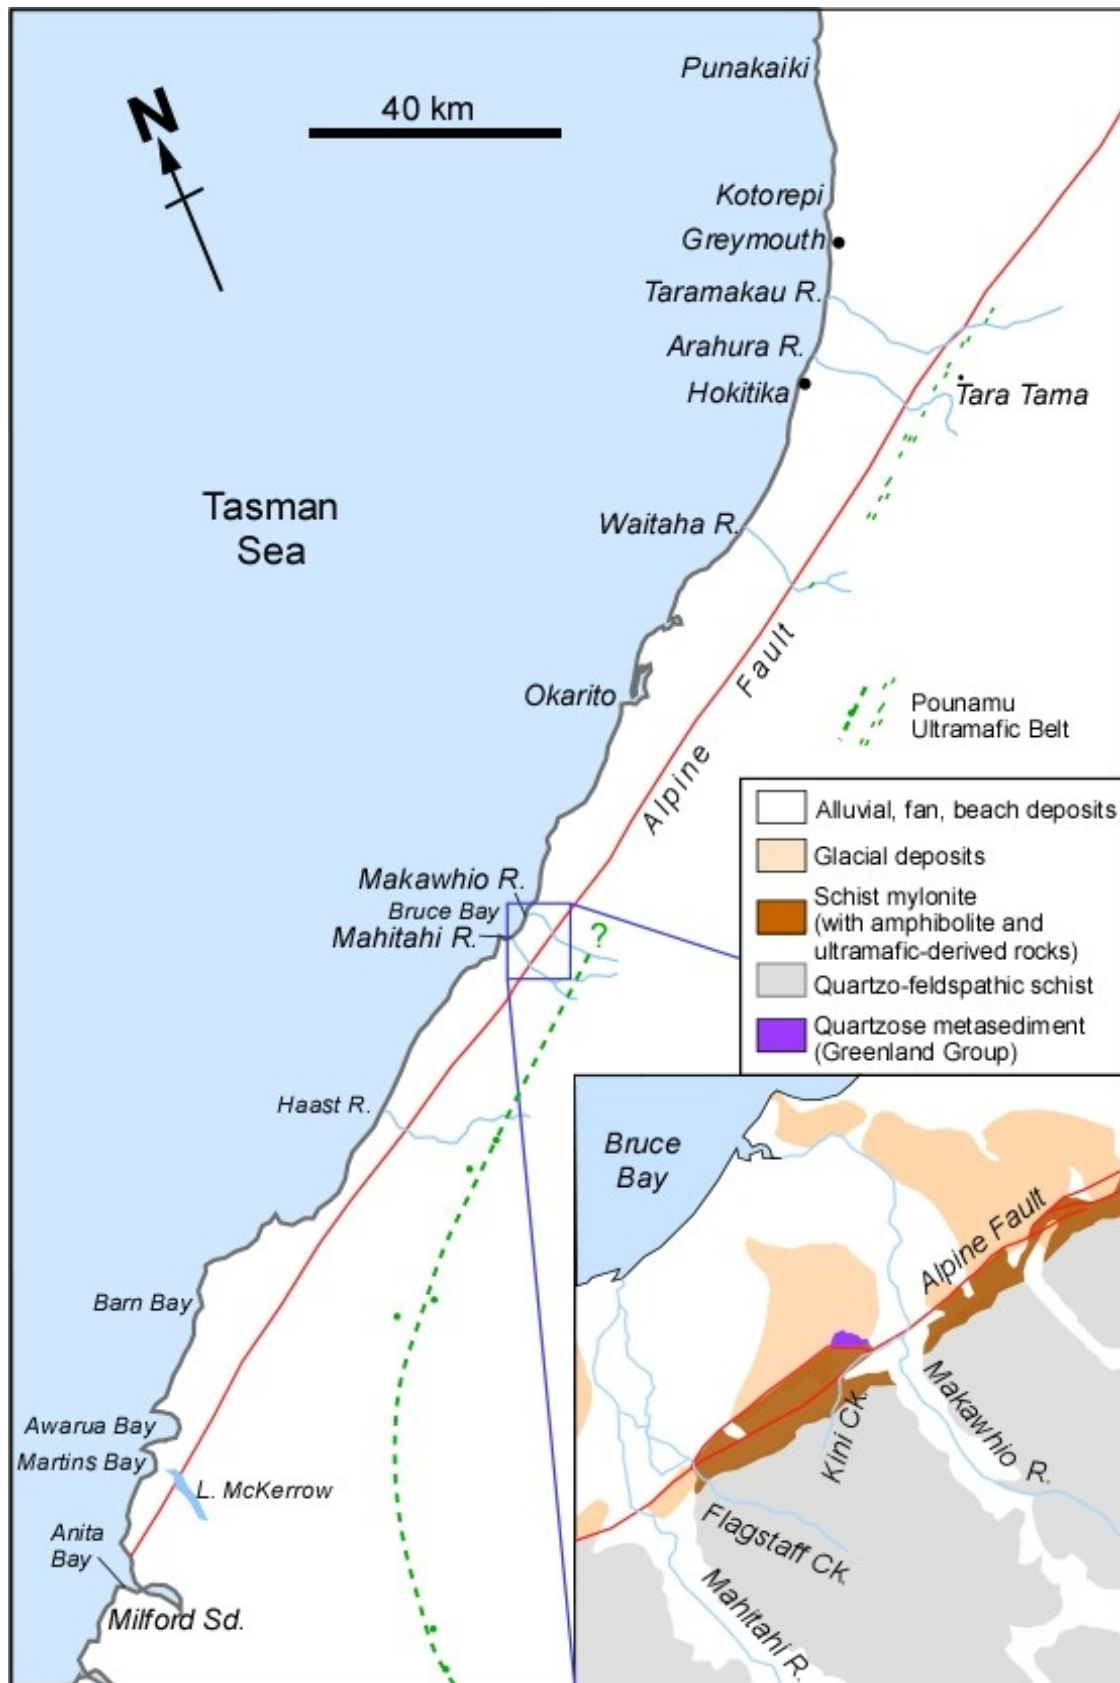 Punakaiki
N
40 km
Kotorepi
Greymouth
Taramakau R.
Arahura R.
Hokitika
Tara Tama
Tasman
Sea
Waitaha R.
Okarito
Alpine Fault
Pounamu
Ultramafic Belt
Alluvial, fan, beach deposits
Glacial deposits
Schist mylonite
(with amphibolite and
ultramafic-derived rocks)
Quartzo-feldspathic schist
Quartzose metasediment
(Greenland Group)
Makawhio R.
Bruce Bay
Mahitahi R.
?
Haast R.
Barn Bay
Awarua Bay
Martins Bay
L. McKerrow
Anita
Bay
Milford Sd.
Bruce
Bay
Alpine Fault
Makawhio R.
Kini Ck.
Flagstaff Ck.
Mahitahi R.